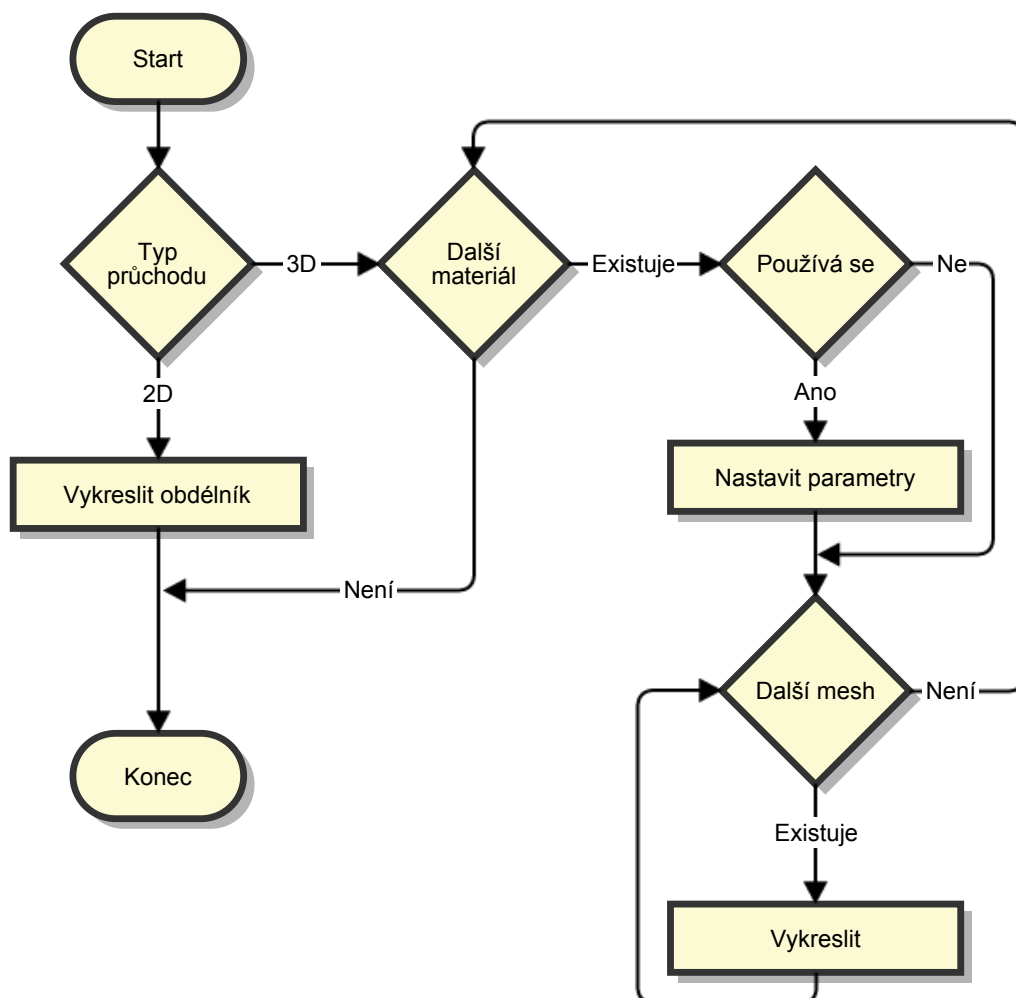 Start
Typ
průchodu
3D
Další
materiál
Existuje
Používá se
Ne
2D
Ano
Vykreslit obdélník
Nastavit parametry
Není
Další mesh
Není
Konec
Existuje
Vykreslit